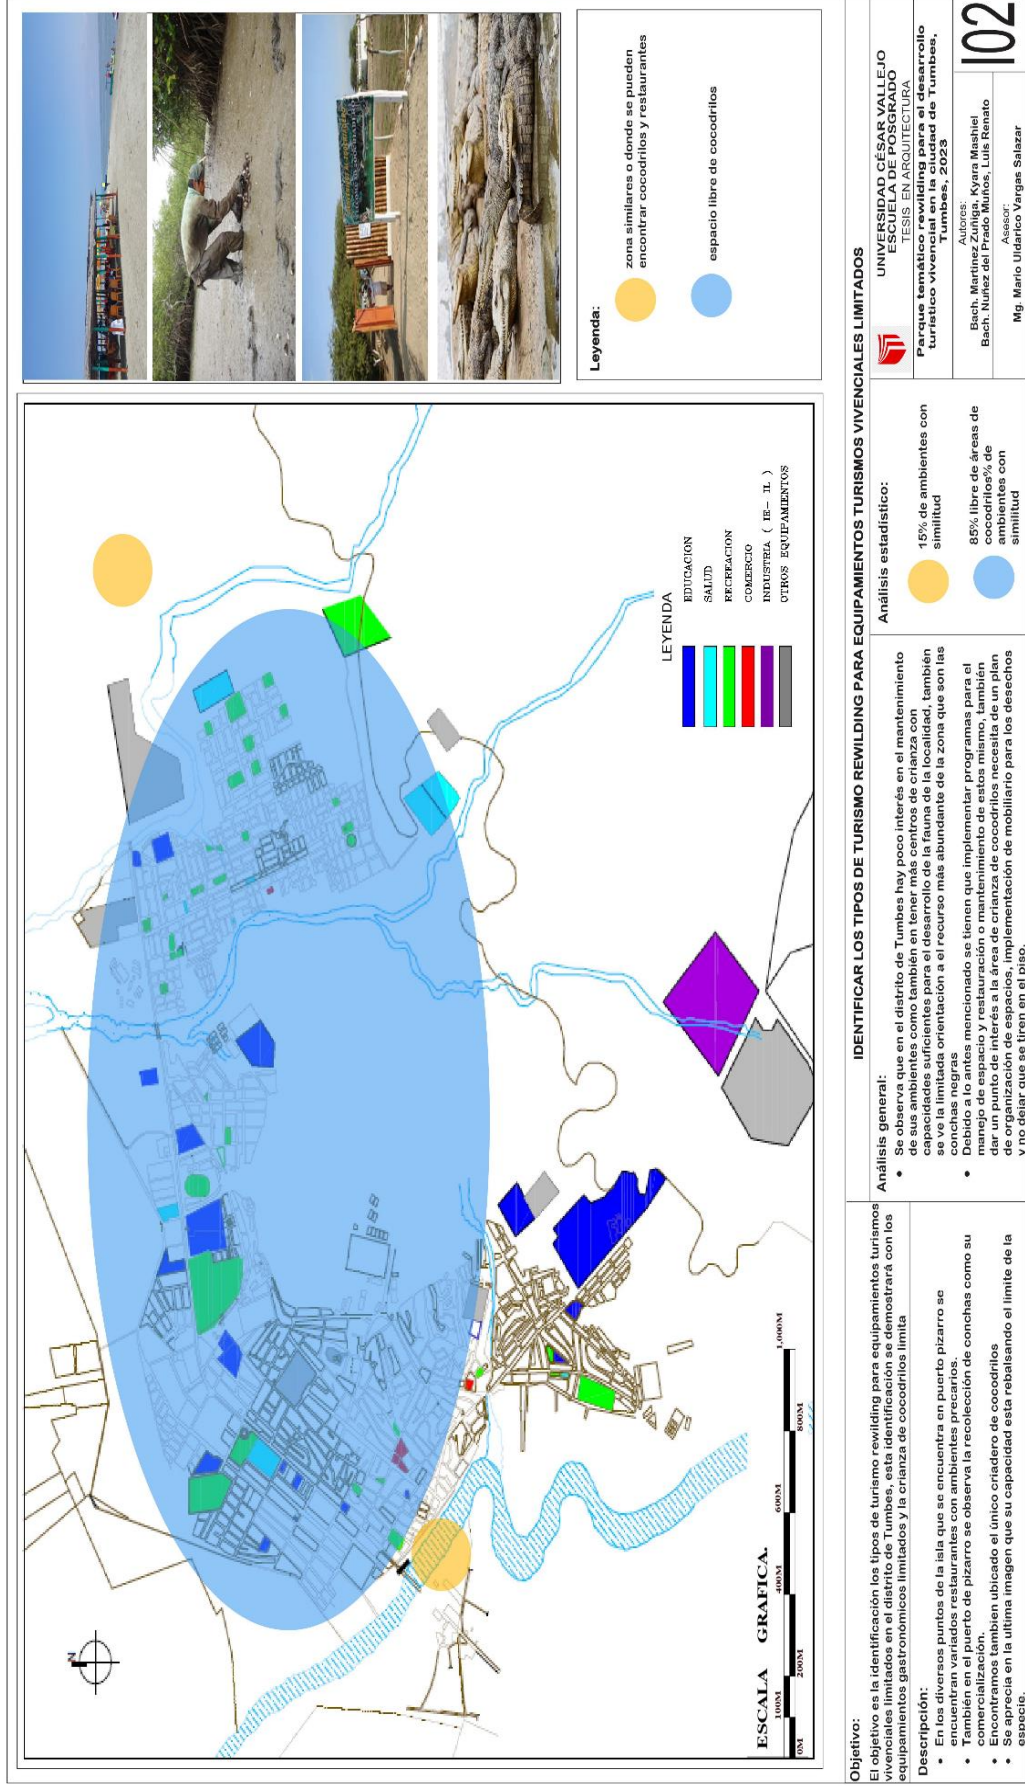 Leyenda:
zona similares o donde se pueden
encontrar cocodrilos y restaurantes
espacio libre de cocodrilos
N
LEYENDA
EDUCACION
SALUD
RECREACION
COMERCIO
INDUSTRIA ( IE- IL )
OTROS EQUIPAMIENTOS
ESCALA GRAFICA.
0M
100M
200M
400M
600M
800M
1,000M
IDENTIFICAR LOS TIPOS DE TURISMO REWILDING PARA EQUIPAMIENTOS TURISMOS VIVENCIALES LIMITADOS
Objetivo:
El objetivo es la identificación los tipos de turismo rewilding para equipamientos turismos
vivenciales limitados en el distrito de Tumbes, esta identificación se demostrará con los
equipamientos gastronómicos limitados y la crianza de cocodrilos limita
Descripción:
• En los diversos puntos de la isla que se encuentra en puerto pizarro se
encuentran variados restaurantes con ambientes precarios.
• También en el puerto de pizarro se observa la recolección de conchas como su
comercialización.
• Encontramos tambien ubicado el único criadero de cocodrilos
• Se aprecia en la ultima imagen que su capacidad esta rebalsando el limite de la
especie.
Análisis general:
• Se observa que en el distrito de Tumbes hay poco interés en el mantenimiento
de sus ambientes como también en tener más centros de crianza con
capacidades suficientes para el desarrollo de la fauna de la localidad, también
se ve la limitada orientación a el recurso más abundante de la zona que son las
conchas negras
• Debido a lo antes mencionado se tienen que implementar programas para el
manejo de espacio y restauración o mantenimiento de estos mismo, también
dar un punto de interés a la área de crianza de cocodrilos necesita de un plan
de organización de espacios, implementación de mobiliario para los desechos
y no dejar que se tiren en el piso.
Análisis estadístico:
15% de ambientes con
similitud
85% libre de áreas de
cocodrilos% de
ambientes con
similitud
UNIVERSIDAD CÉSAR VALLEJO
ESCUELA DE POSGRADO
TESIS EN ARQUITECTURA
Parque temático rewilding para el desarrollo
turístico vivencial en la ciudad de Tumbes,
Tumbes, 2023
Autores:
Bach. Martinez Zuñiga, Kyara Mashiel
Bach. Nuñez del Prado Muños, Luis Renato
Asesor:
Mg. Mario Uldarico Vargas Salazar
I02